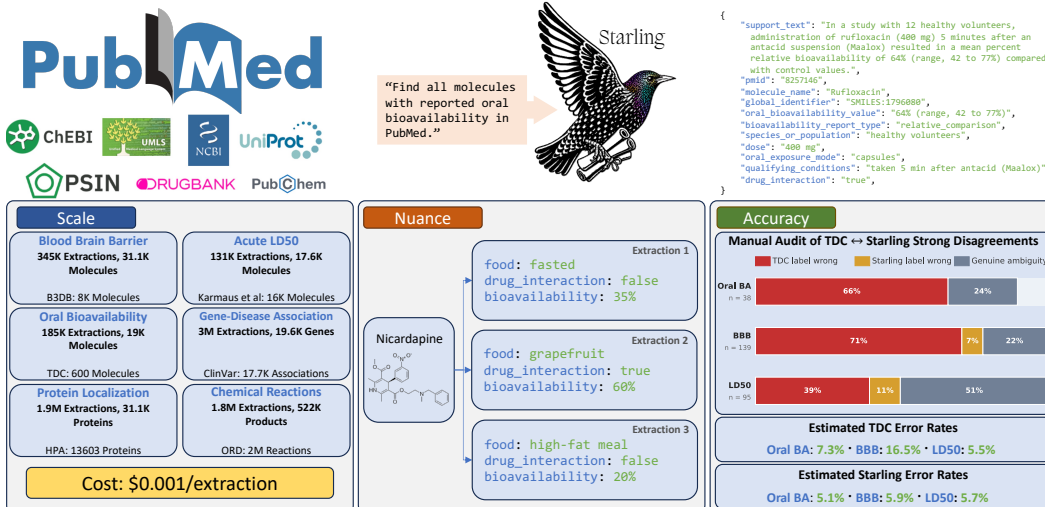 PubMed
ChEBI
UMLS
Unified Medical Language System
NCBI
UniProt
PSIN
DRUGBANK
PubChem
“Find all molecules
with reported oral
bioavailability in
PubMed.”
Starling
{
"support_text": "In a study with 12 healthy volunteers,
administration of rufloxacin (400 mg) 5 minutes after an
antacid suspension (Maalox) resulted in a mean percent
relative bioavailability of 64% (range, 42 to 77%) compared
with control values.",
"pmid": "8257146",
"molecule_name": "Rufloxacin",
"global_identifier": "SMILES:1796080",
"oral_bioavailability_value": "64% (range, 42 to 77%)",
"bioavailability_report_type": "relative_comparison",
"species_or_population": "healthy volunteers",
"dose": "400 mg",
"oral_exposure_mode": "capsules",
"qualifying_conditions": "taken 5 min after antacid (Maalox)"
"drug_interaction": "true",
}
Scale
Blood Brain Barrier
345K Extractions, 31.1K
Molecules
B3DB: 8K Molecules
Acute LD50
131K Extractions, 17.6K
Molecules
Karmaus et al: 16K Molecules
Oral Bioavailability
185K Extractions, 19K
Molecules
TDC: 600 Molecules
Gene-Disease Association
3M Extractions, 19.6K Genes
ClinVar: 17.7K Associations
Protein Localization
1.9M Extractions, 31.1K
Proteins
HPA: 13603 Proteins
Chemical Reactions
1.8M Extractions, 522K
Products
ORD: 2M Reactions
Cost: $0.001/extraction
Nuance
Nicardapine
Extraction 1
food: fasted
drug_interaction: false
bioavailability: 35%
Extraction 2
food: grapefruit
drug_interaction: true
bioavailability: 60%
Extraction 3
food: high-fat meal
drug_interaction: false
bioavailability: 20%
Accuracy
Manual Audit of TDC ↔ Starling Strong Disagreements
TDC label wrong
Starling label wrong
Genuine ambiguity
Oral BA
n = 38
66%
24%
BBB
n = 139
71%
7%
22%
LD50
n = 95
39%
11%
51%
Estimated TDC Error Rates
Oral BA: 7.3% · BBB: 16.5% · LD50: 5.5%
Estimated Starling Error Rates
Oral BA: 5.1% · BBB: 5.9% · LD50: 5.7%